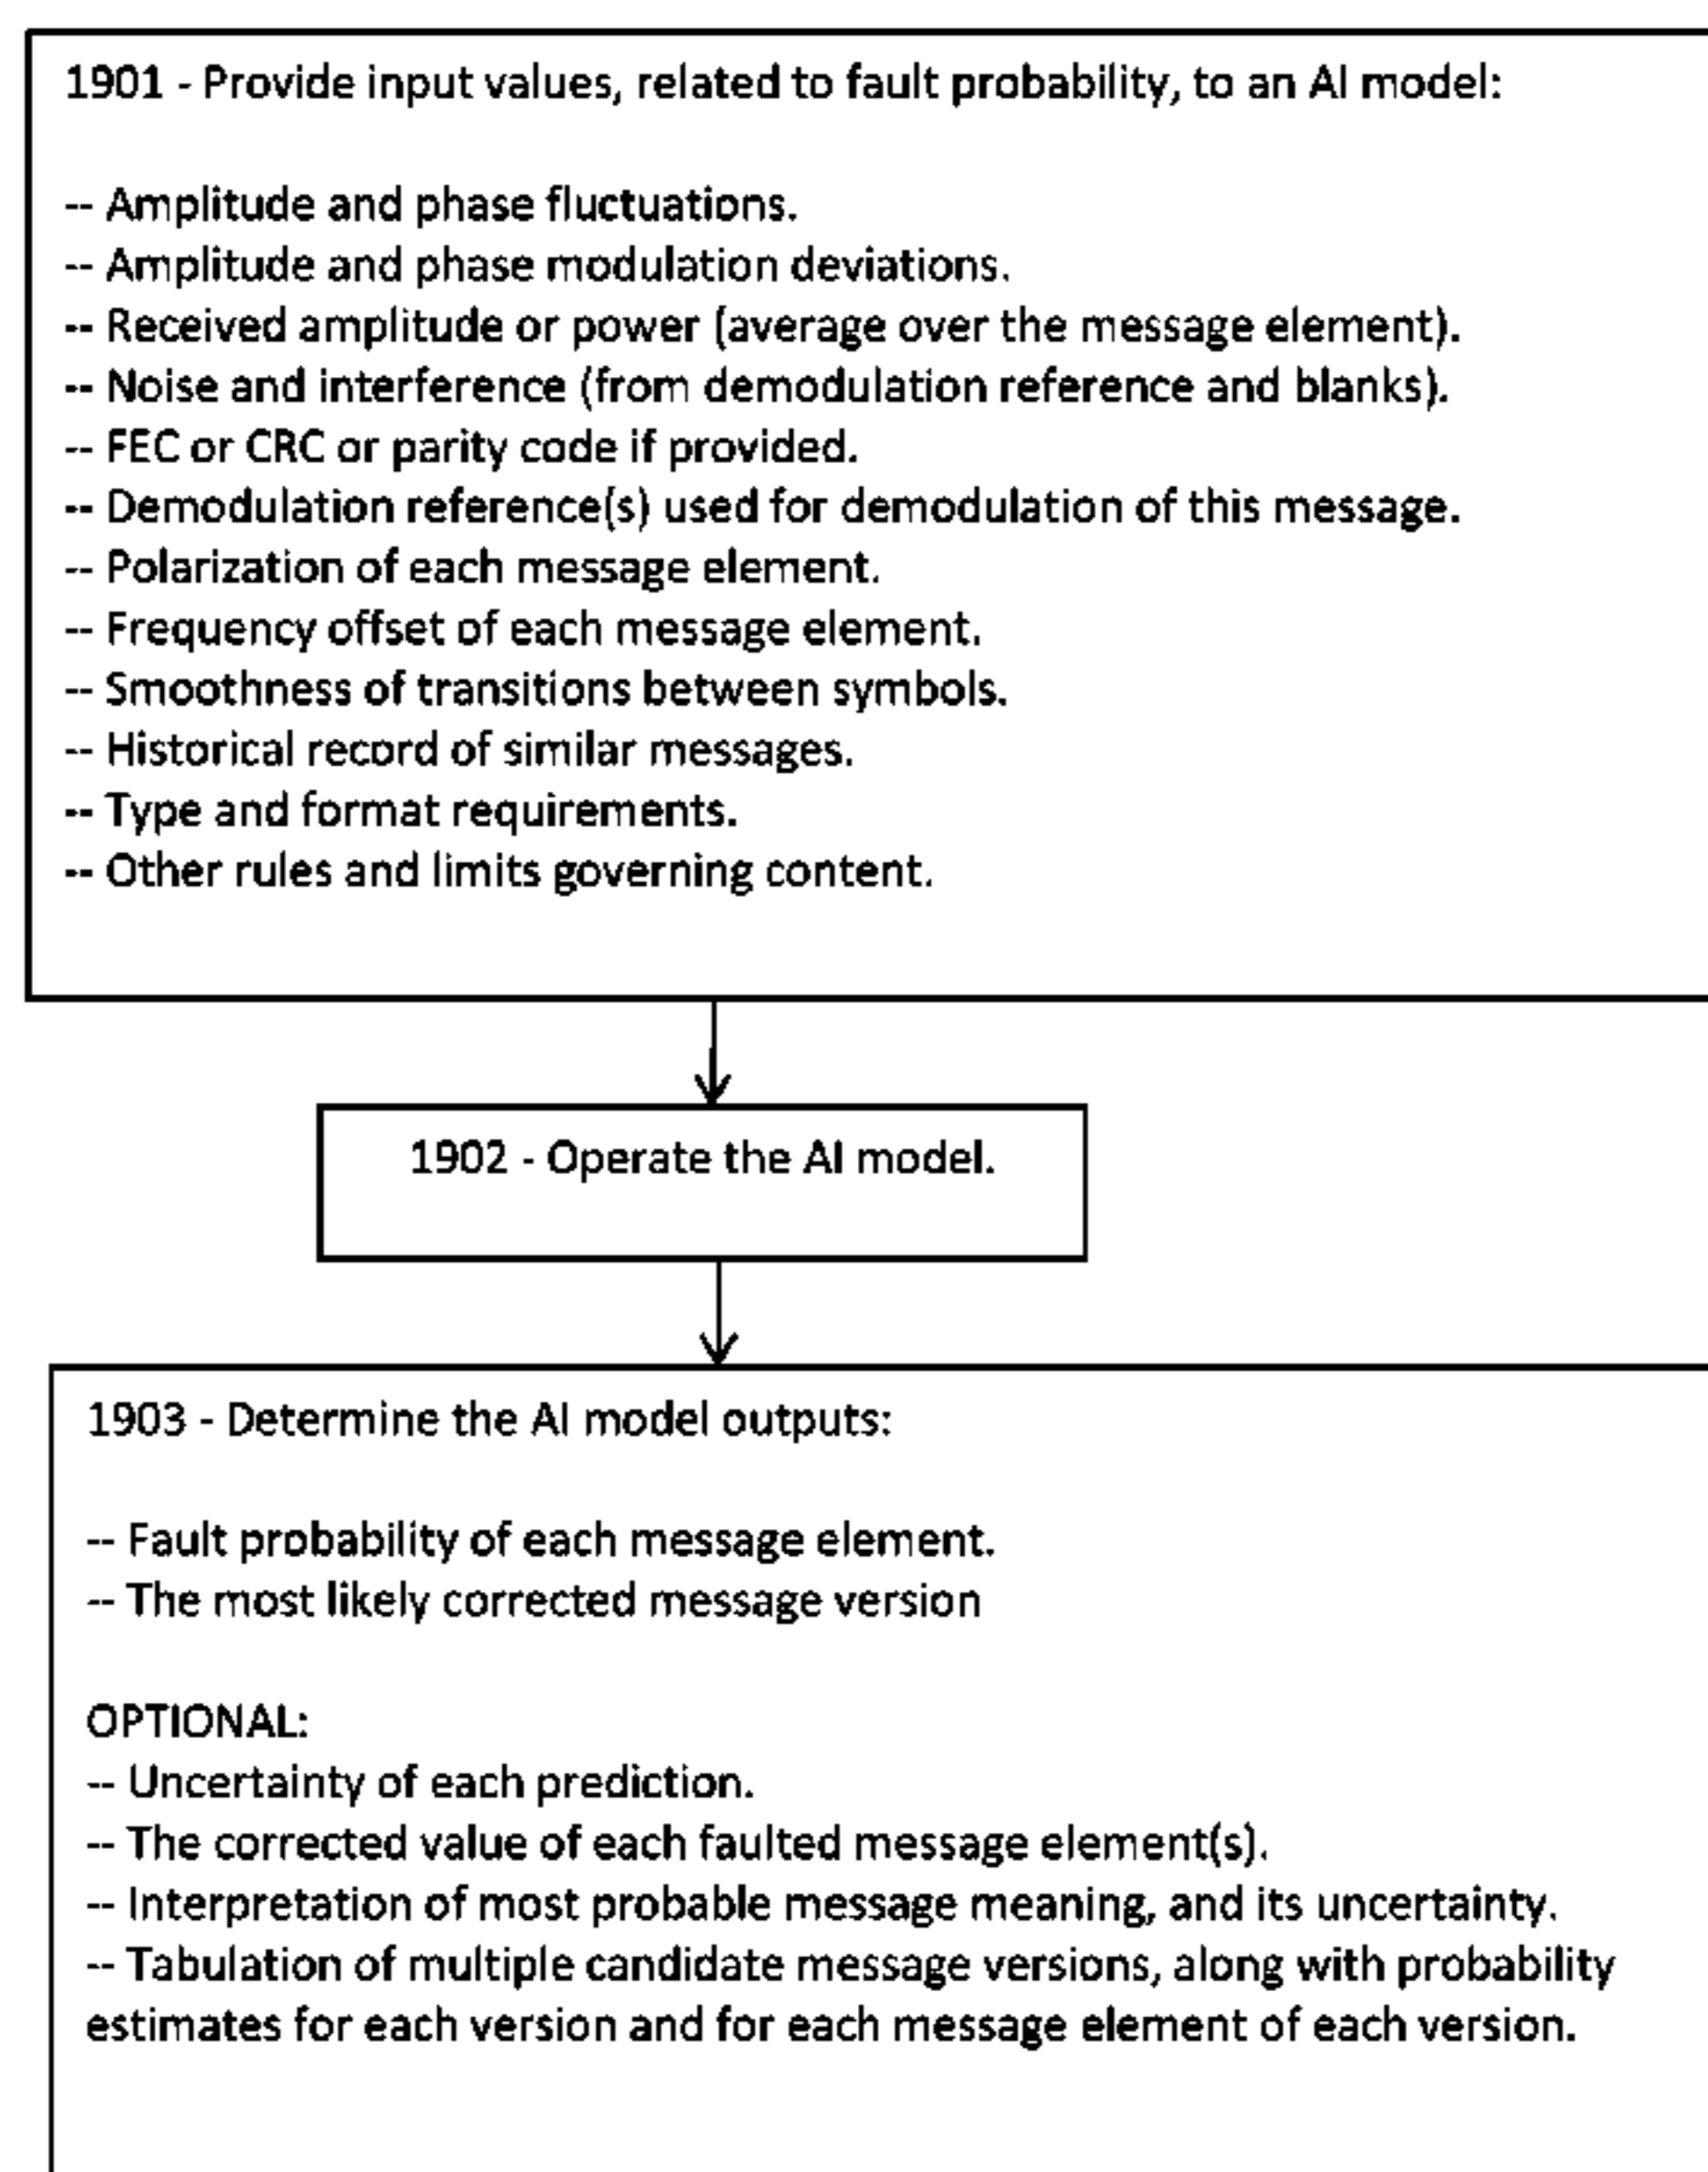 1901 - Provide input values, related to fault probability, to an AI model:
-- Amplitude and phase fluctuations.
-- Amplitude and phase modulation deviations.
-- Received amplitude or power (average over the message element).
-- Noise and interference (from demodulation reference and blanks).
-- FEC or CRC or parity code if provided.
-- Demodulation reference(s) used for demodulation of this message.
-- Polarization of each message element.
-- Frequency offset of each message element.
-- Smoothness of transitions between symbols.
-- Historical record of similar messages.
-- Type and format requirements.
-- Other rules and limits governing content.
1902 - Operate the AI model.
1903 - Determine the AI model outputs:
-- Fault probability of each message element.
-- The most likely corrected message version
OPTIONAL:
-- Uncertainty of each prediction.
-- The corrected value of each faulted message element(s).
-- Interpretation of most probable message meaning, and its uncertainty.
-- Tabulation of multiple candidate message versions, along with probability
estimates for each version and for each message element of each version.